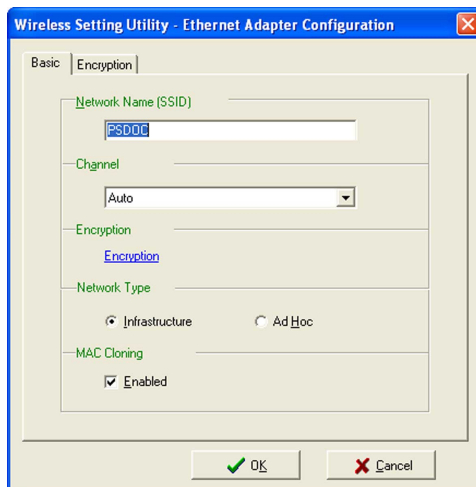 Wireless Setting Utility - Ethernet Adapter Configuration
Basic
Encryption
Network Name (SSID)
PSDOC
Channel
Auto
Encryption
Encryption
Network Type
Infrastructure
Ad Hoc
MAC Cloning
Enabled
OK
Cancel